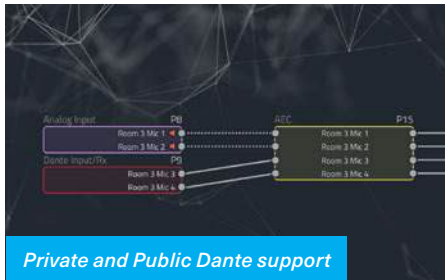 Analog Input P8
Room 3 Mic 1
Room 3 Mic 2
Dante Input/Rx P9
Room 3 Mic 3
Room 3 Mic 4
AEC P15
Room 3 Mic 1
Room 3 Mic 2
Room 3 Mic 3
Room 3 Mic 4
Private and Public Dante support